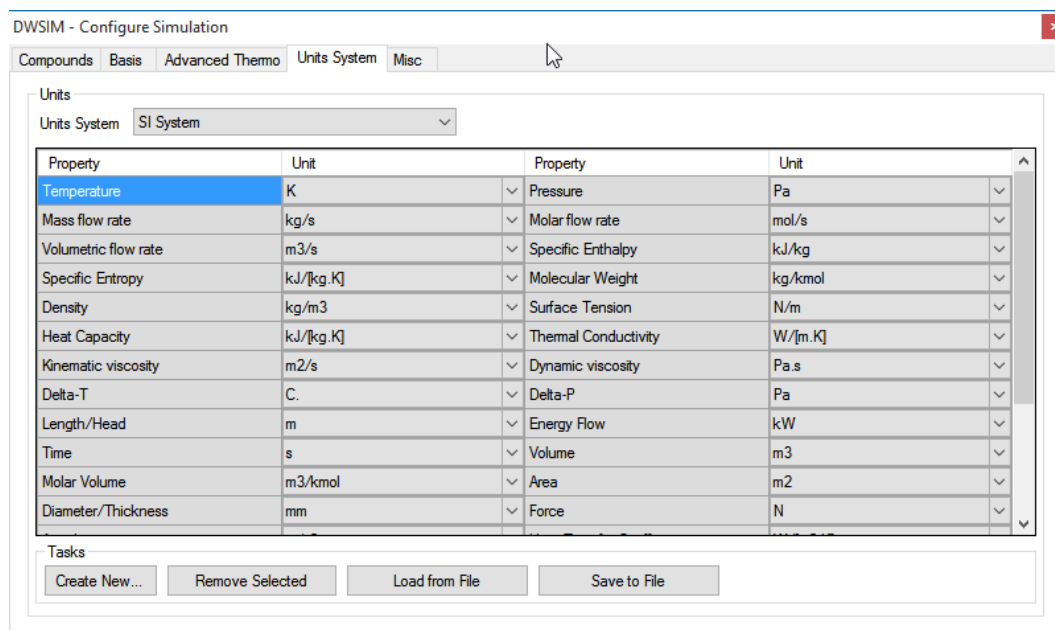 DWSIM - Configure Simulation
Compounds Basis Advanced Thermo Units System Misc
Units
Units System SI System
Property Unit Property Unit
Temperature K Pressure Pa
Mass flow rate kg/s Molar flow rate mol/s
Volumetric flow rate m3/s Specific Enthalpy kJ/kg
Specific Entropy kJ/[kg.K] Molecular Weight kg/kmol
Density kg/m3 Surface Tension N/m
Heat Capacity kJ/[kg.K] Thermal Conductivity W/[m.K]
Kinematic viscosity m2/s Dynamic viscosity Pa.s
Delta-T C. Delta-P Pa
Length/Head m Energy Flow kW
Time s Volume m3
Molar Volume m3/kmol Area m2
Diameter/Thickness mm Force N
Tasks
Create New... Remove Selected Load from File Save to File